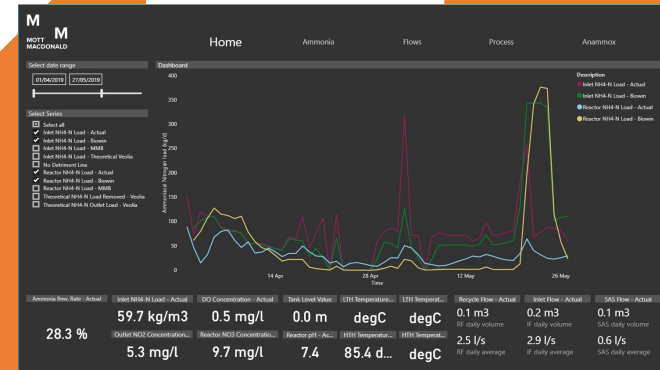 M
MOTT M
MACDONALD
Home
Ammonia
Flows
Process
Anammox
Select date range
01/04/2019 27/05/2019
Select Series
Select all
Inlet NH4-N Load - Actual
Inlet NH4-N Load - Biowin
Inlet NH4-N Load - MMB
Inlet NH4-N Load - Theoretical Veolia
No Detriment Line
Reactor NH4-N Load - Actual
Reactor NH4-N Load - Biowin
Reactor NH4-N Load - MMB
Theoretical NH4-N Load Removed - Veolia
Theoretical NH4-N Outlet Load - Veolia
Dashboard
Ammoniacal Nitrogen load (kg/d)
400
350
300
250
200
150
100
50
0
14 Apr
28 Apr
12 May
26 May
Time
Description
Inlet NH4-N Load - Actual
Inlet NH4-N Load - Biowin
Reactor NH4-N Load - Actual
Reactor NH4-N Load - Biowin
Ammonia Rmv. Rate - Actual
28.3 %
Inlet NH4-N Load - Actual
59.7 kg/m3
DO Concentration - Actual
0.5 mg/l
Tank Level Value
0.0 m
LTH Temperature...
degC
LTH Temperat...
degC
Outlet NO2 Concentration...
5.3 mg/l
Reactor NO3 Concentratio...
9.7 mg/l
Reactor pH - Ac...
7.4
HTH Temperatur...
85.4 d...
HTH Temperat...
degC
Recycle Flow - Actual
0.1 m3
RF daily volume
2.5 l/s
RF daily average
Inlet Flow - Actual
0.2 m3
IF daily volume
2.9 l/s
IF daily average
SAS Flow - Actual
0.1 m3
SAS daily volume
0.6 l/s
SAS daily average